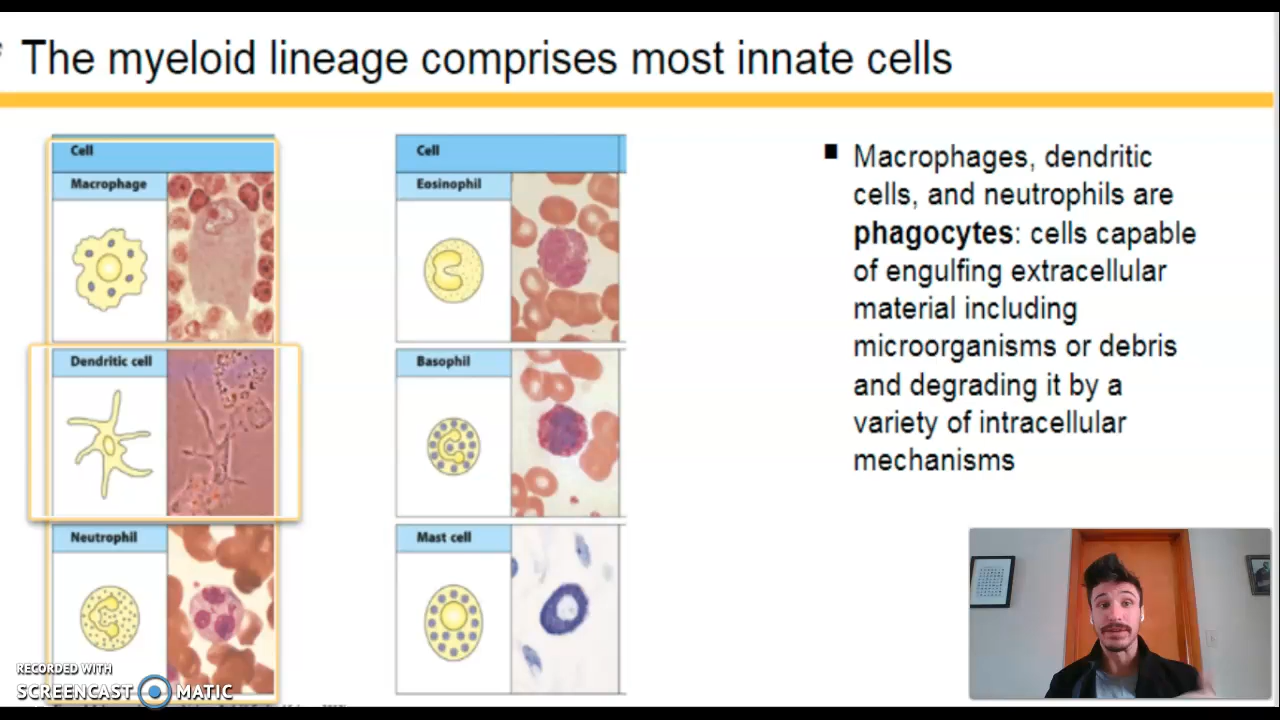 The myeloid lineage comprises most innate cells
Cell
Macrophage
Dendritic cell
Neutrophil
Cell
Eosinophil
Basophil
Mast cell
■ Macrophages, dendritic
cells, and neutrophils are
phagocytes: cells capable
of engulfing extracellular
material including
microorganisms or debris
and degrading it by a
variety of intracellular
mechanisms
RECORDED WITH
SCREENCAST MATIC